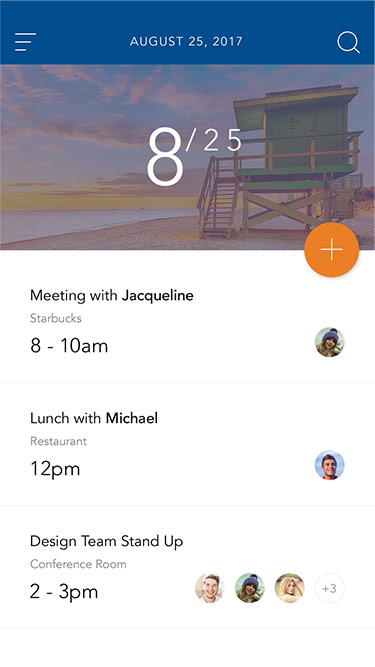 AUGUST 25, 2017
8/25
Meeting with Jacqueline
Starbucks
8 - 10am
Lunch with Michael
Restaurant
12pm
Design Team Stand Up
Conference Room
2 - 3pm
+3